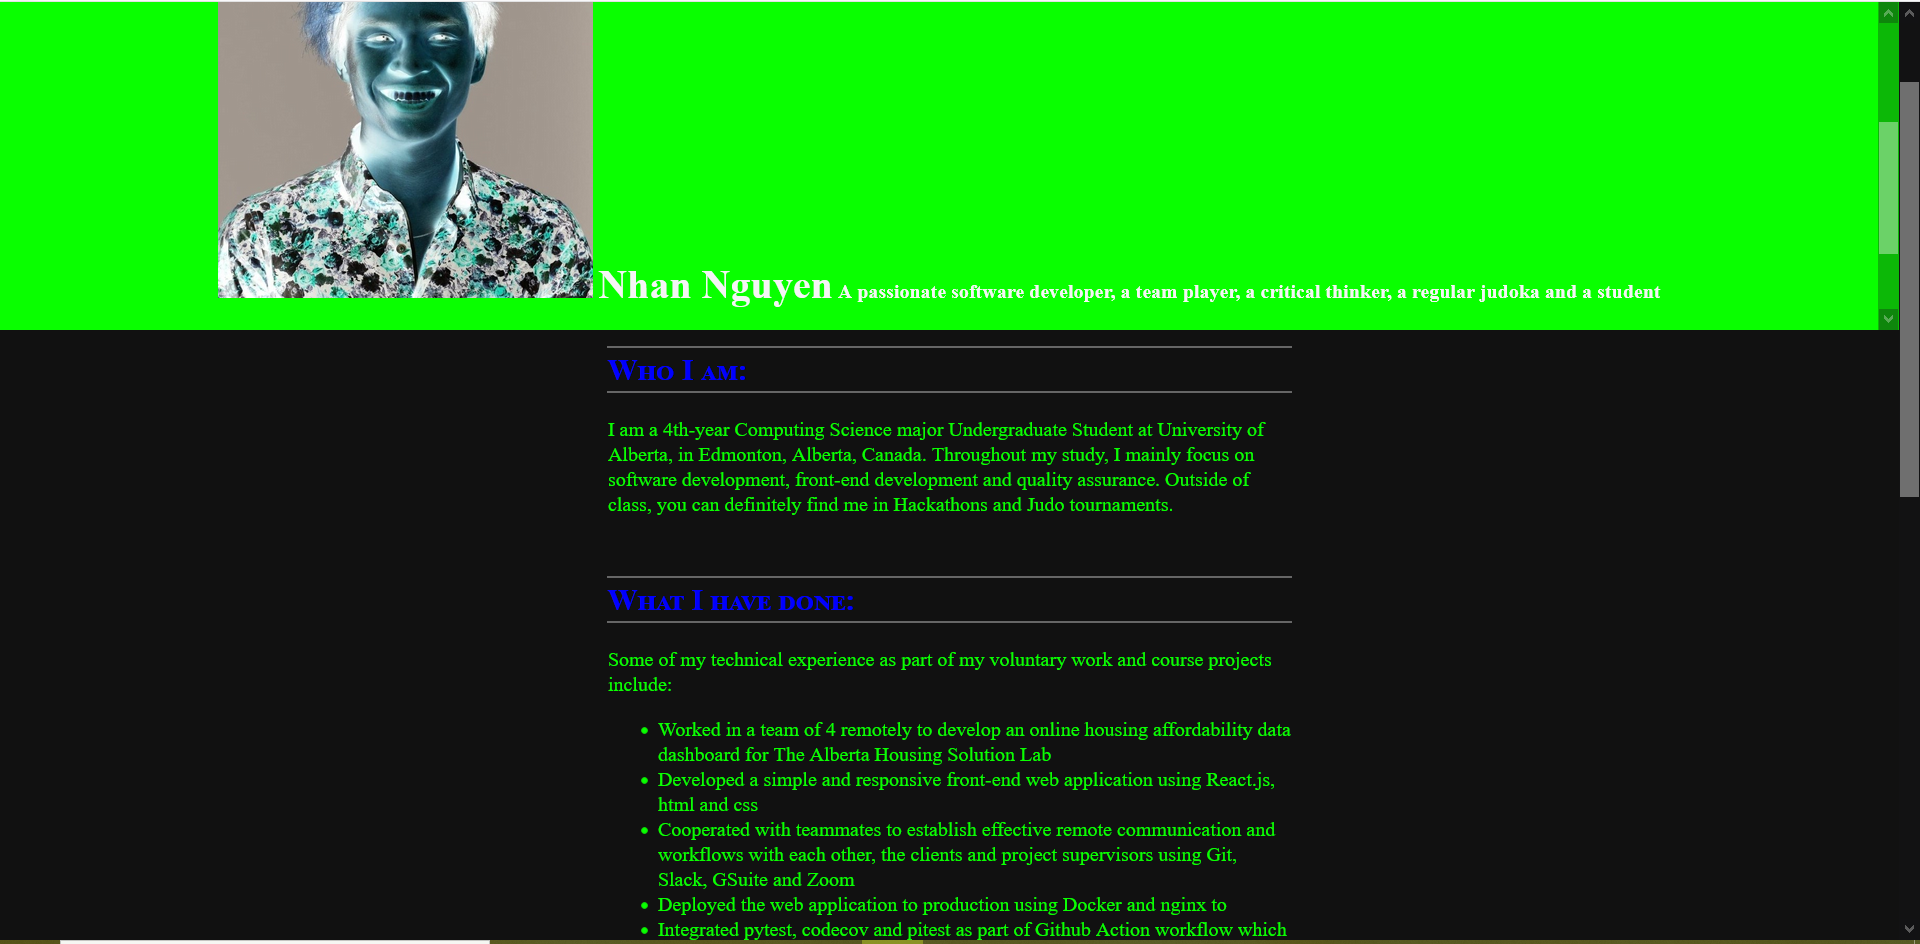 Nhan Nguyen A passionate software developer, a team player, a critical thinker, a regular judoka and a student
Who I am:
I am a 4th-year Computing Science major Undergraduate Student at University of
Alberta, in Edmonton, Alberta, Canada. Throughout my study, I mainly focus on
software development, front-end development and quality assurance. Outside of
class, you can definitely find me in Hackathons and Judo tournaments.
What I have done:
Some of my technical experience as part of my voluntary work and course projects
include:
• Worked in a team of 4 remotely to develop an online housing affordability data
dashboard for The Alberta Housing Solution Lab
• Developed a simple and responsive front-end web application using React.js,
html and css
• Cooperated with teammates to establish effective remote communication and
workflows with each other, the clients and project supervisors using Git,
Slack, GSuite and Zoom
• Deployed the web application to production using Docker and nginx to
• Integrated pytest, codecov and pitest as part of Github Action workflow which